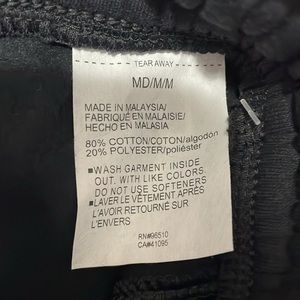 TEAR AWAY
MD/M/M
MADE IN MALAYSIA/
FABRIQUÉ EN MALAISIE/
HECHO EN MALASIA
80% COTTON/COTON/algodón
20% POLYESTER/poliéster
▪WASH GARMENT INSIDE
OUT. WITH LIKE COLORS.
DO NOT USE SOFTENERS
▪LAVER LE VÊTEMENT APRÈS
L'AVOIR RETOURNÉ SUR
L'ENVERS
RN#96510
CA#41095